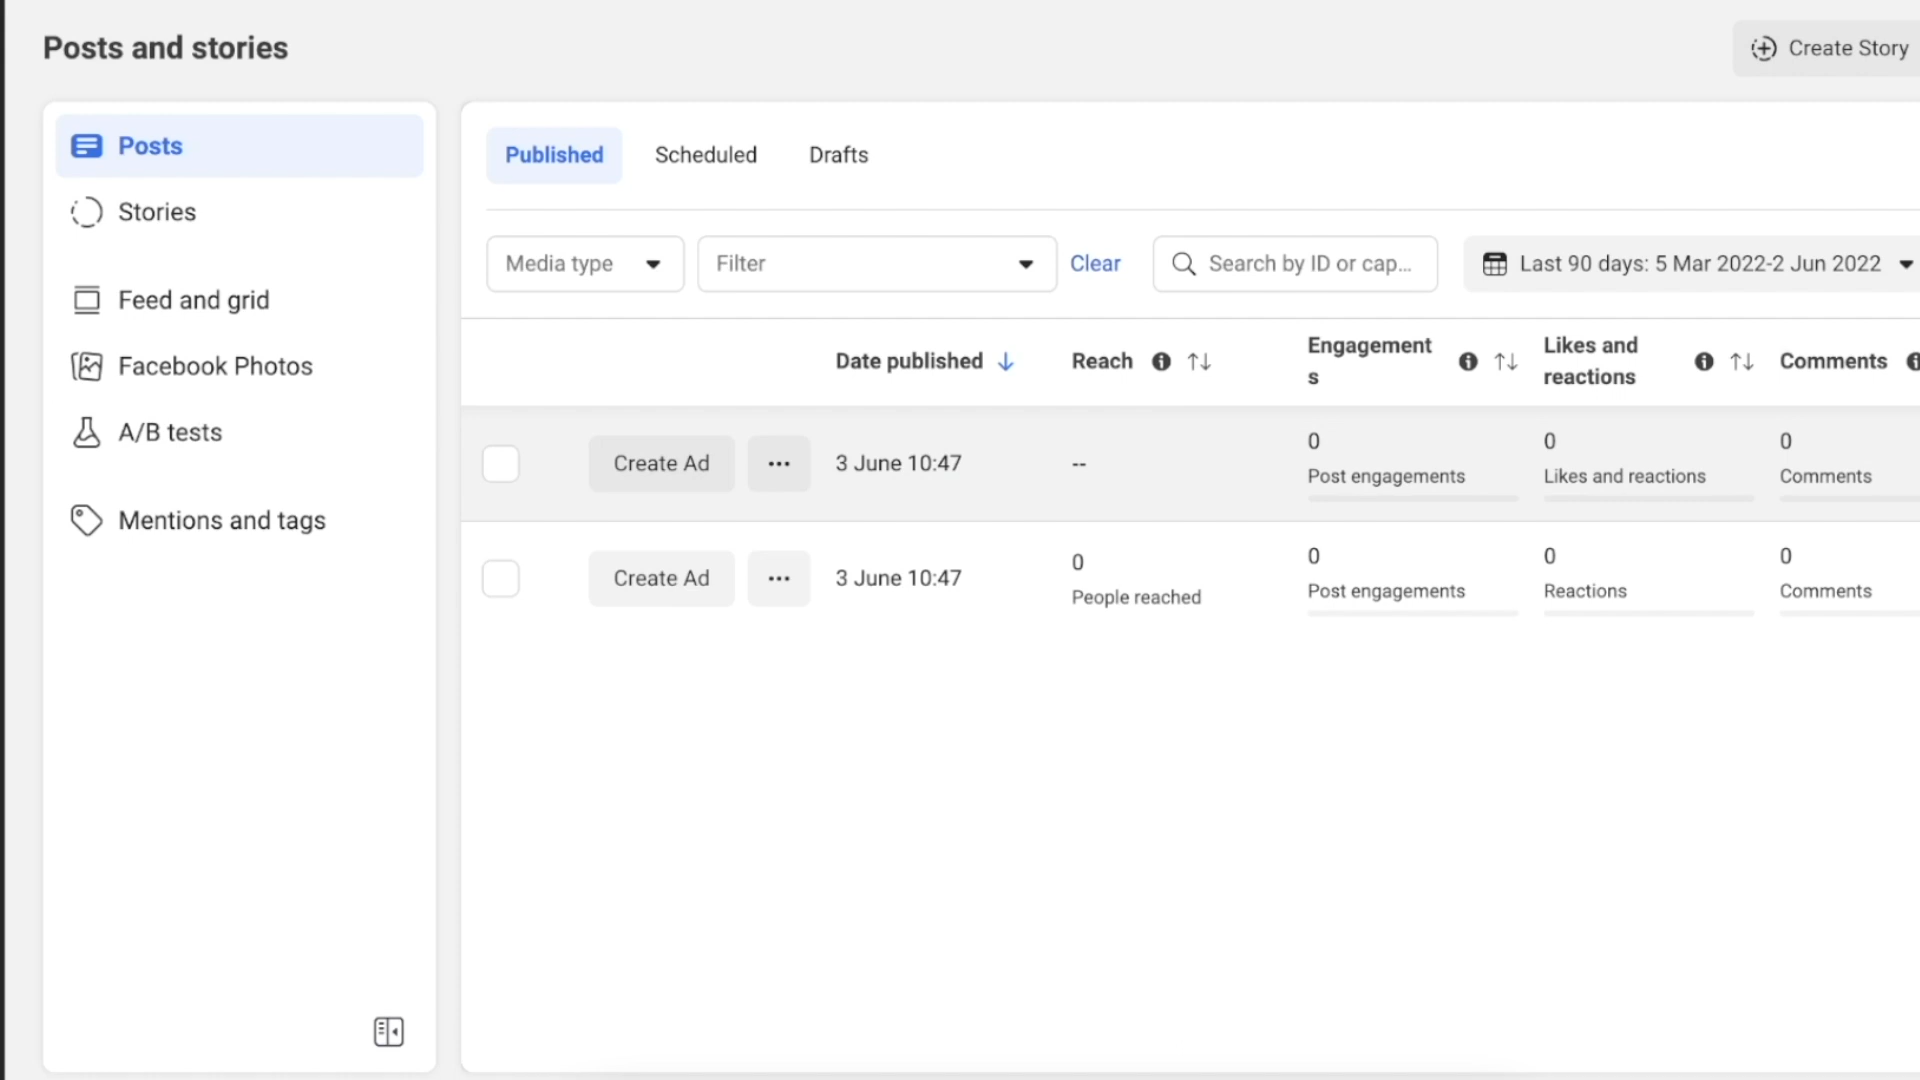 Posts and stories
Create Story
Posts
Stories
Feed and grid
Facebook Photos
A/B tests
Mentions and tags
Published
Scheduled
Drafts
Media type
Filter
Clear
Search by ID or cap...
Last 90 days: 5 Mar 2022-2 Jun 2022
Date published
Reach
Engagement
s
Likes and
reactions
Comments
Create Ad
3 June 10:47
--
0
Post engagements
0
Likes and reactions
0
Comments
Create Ad
3 June 10:47
0
People reached
0
Post engagements
0
Reactions
0
Comments